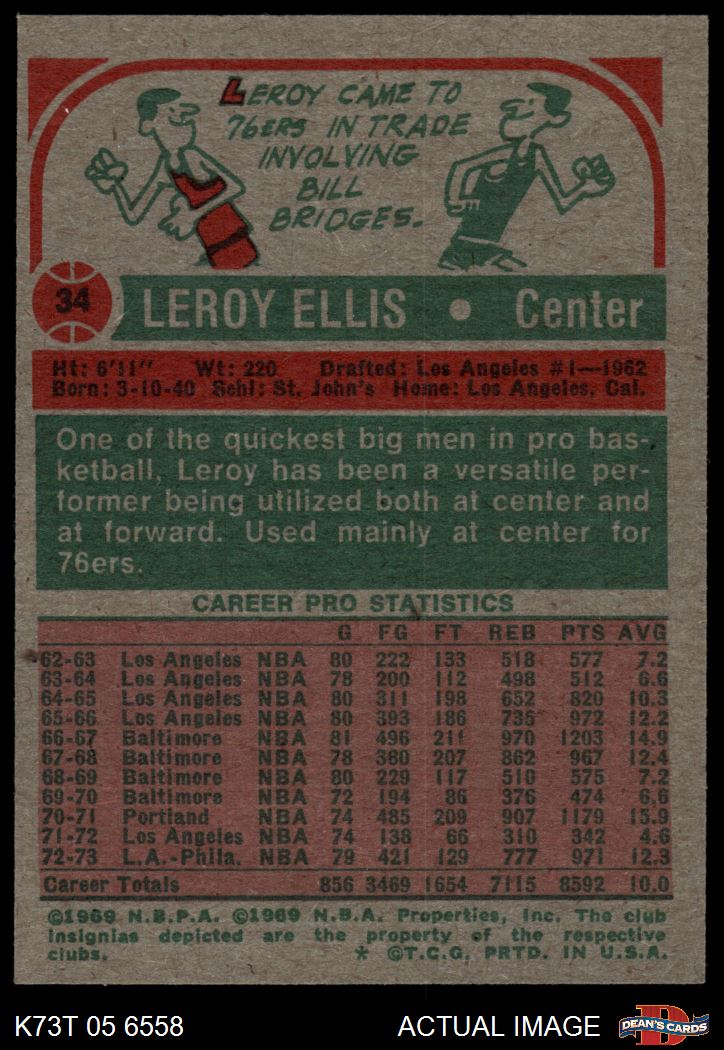 LEROY CAME TO
76ERS IN TRADE
INVOLVING
BILL
BRIDGES.
34 LEROY ELLIS • Center
Ht: 6'11" Wt: 220 Drafted: Los Angeles #1—1962
Born: 3-10-40 Schl: St. John's Home: Los Angeles, Cal.
One of the quickest big men in pro bas-
ketball, Leroy has been a versatile per-
former being utilized both at center and
at forward. Used mainly at center for
76ers.
CAREER PRO STATISTICS
G FG FT REB PTS AVG
62-63 Los Angeles NBA 80 222 133 518 577 7.2
63-64 Los Angeles NBA 78 200 112 498 512 6.6
64-65 Los Angeles NBA 80 311 198 652 820 10.3
65-66 Los Angeles NBA 80 393 186 735 972 12.2
66-67 Baltimore NBA 81 496 211 970 1203 14.9
67-68 Baltimore NBA 78 380 207 862 967 12.4
68-69 Baltimore NBA 80 229 117 510 575 7.2
69-70 Baltimore NBA 72 194 86 376 474 6.6
70-71 Portland NBA 74 485 209 907 1179 15.9
71-72 Los Angeles NBA 74 138 66 310 342 4.6
72-73 L.A.-Phila. NBA 79 421 129 777 971 12.3
Career Totals 856 3469 1654 7115 8592 10.0
©1969 N.B.P.A. ©1969 N.B.A. Properties, Inc. The club
insignias depicted are the property of the respective
clubs. * ©T.C.G. PRTD. IN U.S.A.
K73T 05 6558 ACTUAL IMAGE D DEAN'S CARDS